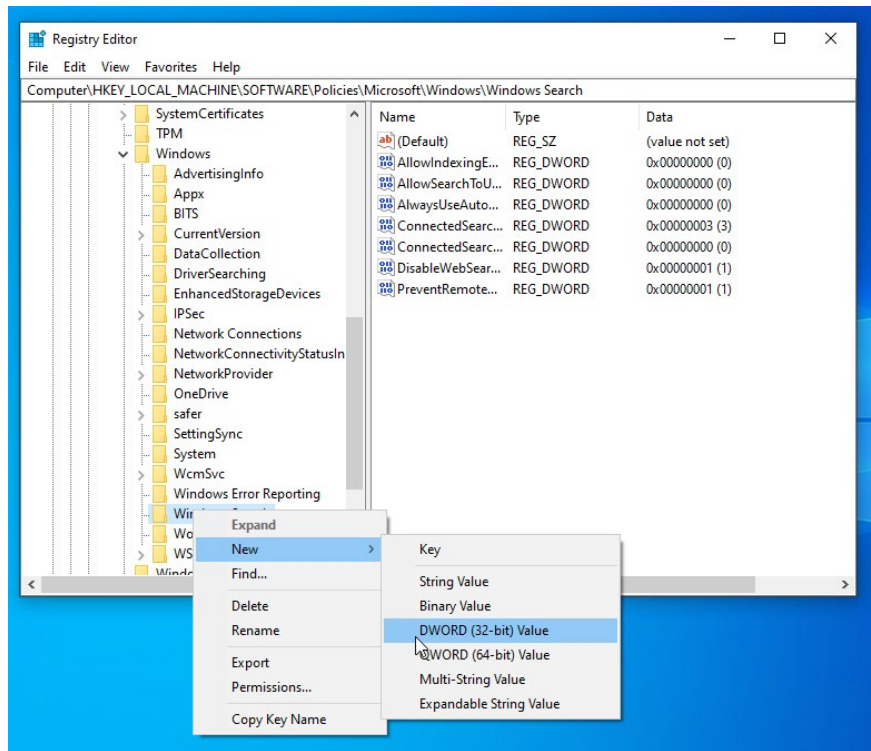 Registry Editor
File Edit View Favorites Help
Computer\HKEY_LOCAL_MACHINE\SOFTWARE\Policies\Microsoft\Windows\Windows Search
SystemCertificates
TPM
Windows
AdvertisingInfo
Appx
BITS
CurrentVersion
DataCollection
DriverSearching
EnhancedStorageDevices
IPSec
Network Connections
NetworkConnectivityStatusIn
NetworkProvider
OneDrive
safer
SettingSync
System
WcmSvc
Windows Error Reporting
Name Type Data
(Default) REG_SZ (value not set)
AllowIndexingE... REG_DWORD 0x00000000 (0)
AllowSearchToU... REG_DWORD 0x00000000 (0)
AlwaysUseAuto... REG_DWORD 0x00000000 (0)
ConnectedSearc... REG_DWORD 0x00000003 (3)
ConnectedSearc... REG_DWORD 0x00000000 (0)
DisableWebSear... REG_DWORD 0x00000001 (1)
PreventRemote... REG_DWORD 0x00000001 (1)
Expand
New
Find...
Delete
Rename
Export
Permissions...
Copy Key Name
Key
String Value
Binary Value
DWORD (32-bit) Value
QWORD (64-bit) Value
Multi-String Value
Expandable String Value